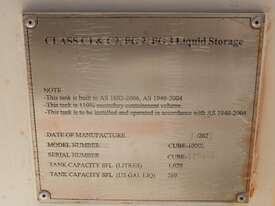 CLASS C1 & C2, PG 2, PG 3 Liquid Storage
NOTE
- This tank is built to AS 1692-2006, AS 1940-2004
- This tank is 110% secondary containment volume
- This tank is to be installed and operated in accordance with AS 1940-2004
DATE OF MANUFACTURE
MODEL NUMBER
SERIAL NUMBER
TANK CAPACITY SFL (LITRES)
TANK CAPACITY SFL (US GAL LIQ)